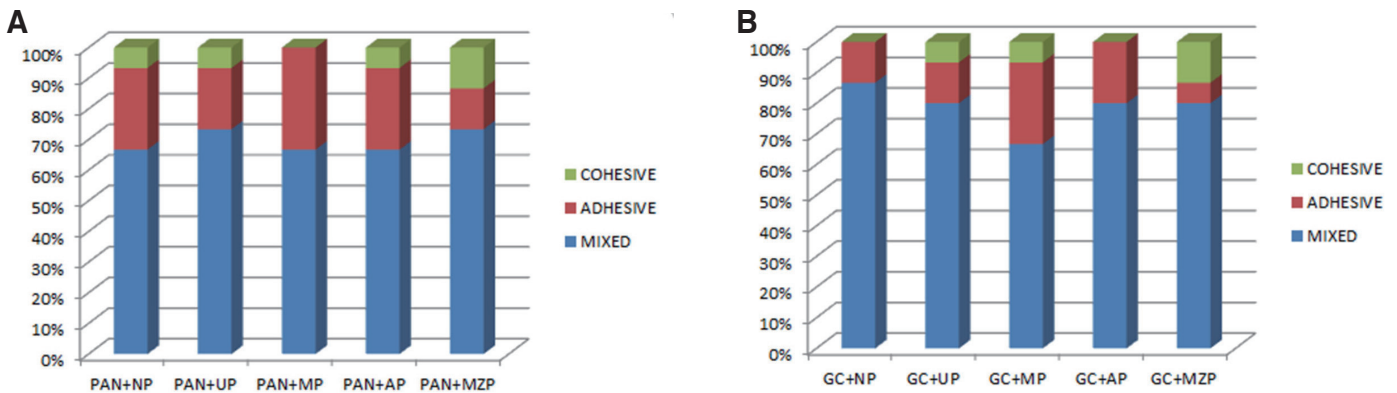 A
100%
90%
80%
70%
60%
50%
40%
30%
20%
10%
0%
PAN+NP PAN+UP PAN+MP PAN+AP PAN+MZP
COHESIVE
ADHESIVE
MIXED
B
100%
90%
80%
70%
60%
50%
40%
30%
20%
10%
0%
GC+NP GC+UP GC+MP GC+AP GC+MZP
COHESIVE
ADHESIVE
MIXED